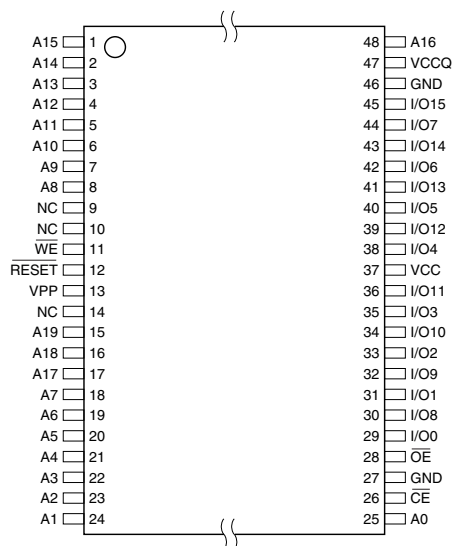 A15 1 48 A16
A14 2 47 VCCQ
A13 3 46 GND
A12 4 45 I/O15
A11 5 44 I/O7
A10 6 43 I/O14
A9 7 42 I/O6
A8 8 41 I/O13
NC 9 40 I/O5
NC 10 39 I/O12
WE 11 38 I/O4
RESET 12 37 VCC
VPP 13 36 I/O11
NC 14 35 I/O3
A19 15 34 I/O10
A18 16 33 I/O2
A17 17 32 I/O9
A7 18 31 I/O1
A6 19 30 I/O8
A5 20 29 I/O0
A4 21 28 OE
A3 22 27 GND
A2 23 26 CE
A1 24 25 A0